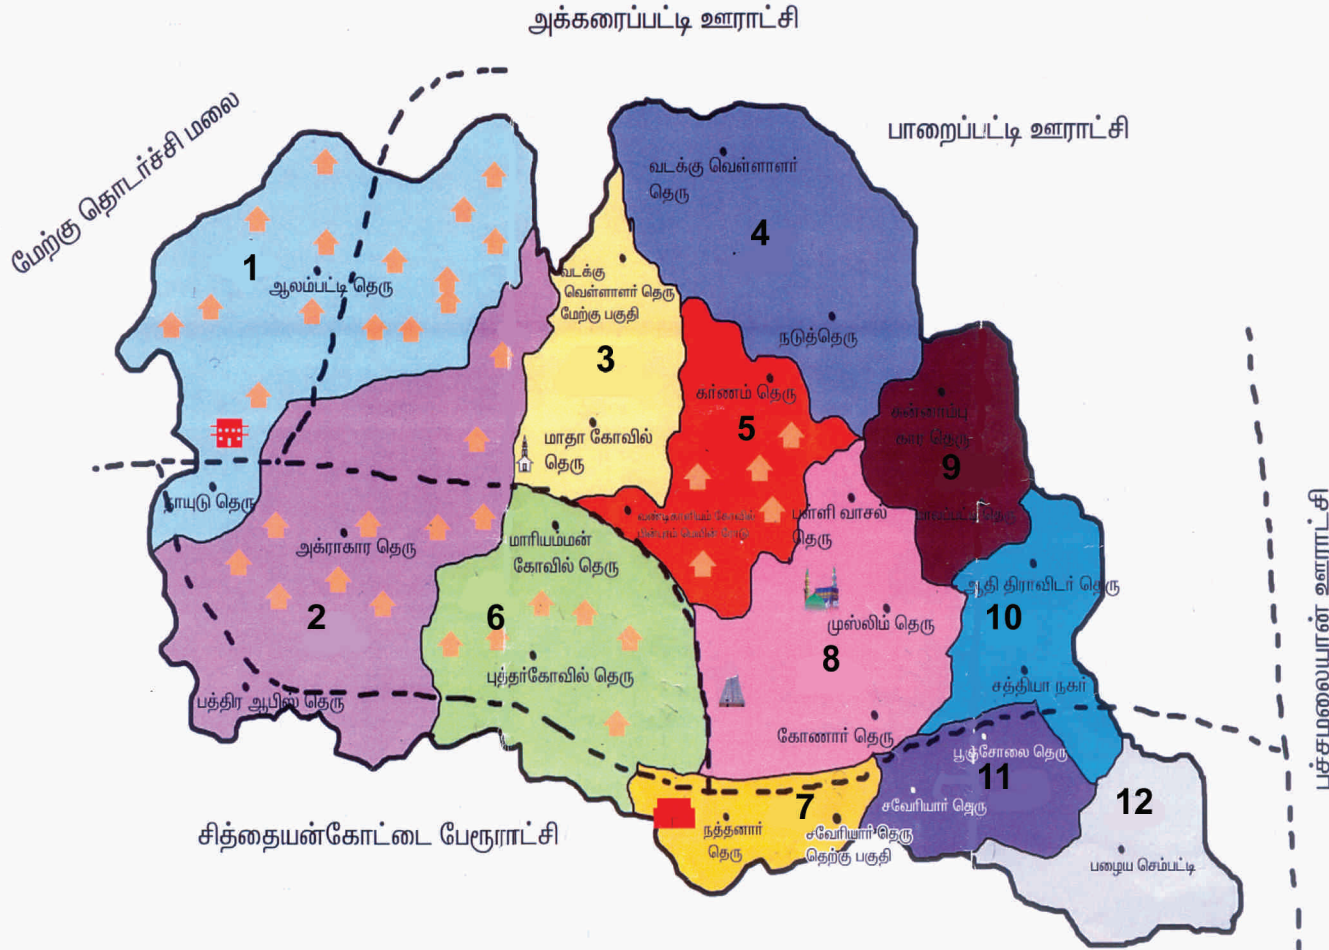 அக்கரைப்பட்டி ஊராட்சி
மேற்கு தொடர்ச்சி மலை
பாறைப்பட்டி ஊராட்சி
வடக்கு வெள்ளாளர்
தெரு
4
1
ஆலம்பட்டி தெரு
வடக்கு
வெள்ளாளர் தெரு
மேற்கு பகுதி
நடுத்தெரு
3
கர்ணம் தெரு
5
மாதா கோவில்
தெரு
தெரு
9
நாயுடு தெரு
பள்ளி வாசல்
தெரு
அக்ராகார தெரு
மாரியம்மன்
கோவில் தெரு
ஆதி திராவிடர் தெரு
2
6
10
முஸ்லிம் தெரு
8
புத்தர்கோவில் தெரு
சத்தியா நகர்
பத்திர ஆபிஸ் தெரு
கோணார் தெரு
பூஞ்சோலை தெரு
11
7
12
சவேரியார் தெரு
நத்தனார்
தெரு
சவேரியார் தெரு
தெற்கு பகுதி
சித்தையன்கோட்டை பேரூராட்சி
பழைய செம்பட்டி
பச்சமலையான் ஊராட்சி